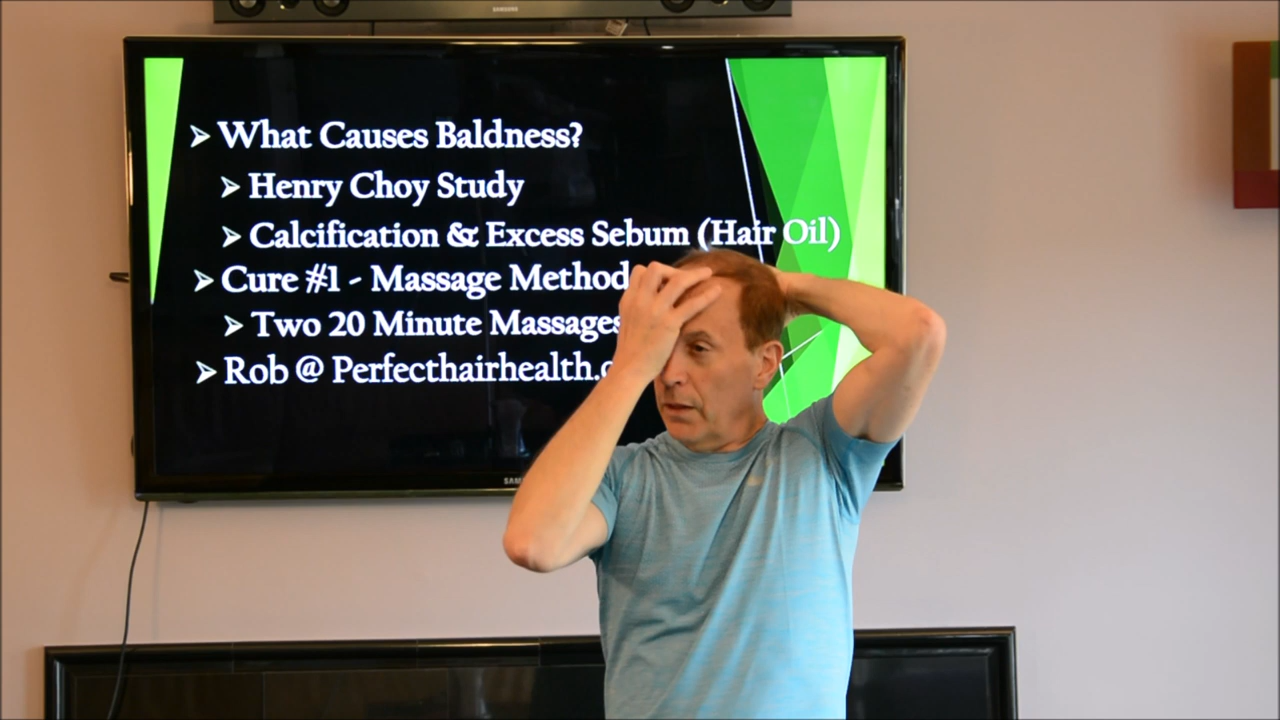 SAMSUNG
➢ What Causes Baldness?
➢ Henry Choy Study
➢ Calcification & Excess Sebum (Hair Oil)
➢ Cure #1 - Massage Method
➢ Two 20 Minute Massages
➢ Rob @ Perfecthairhealth.